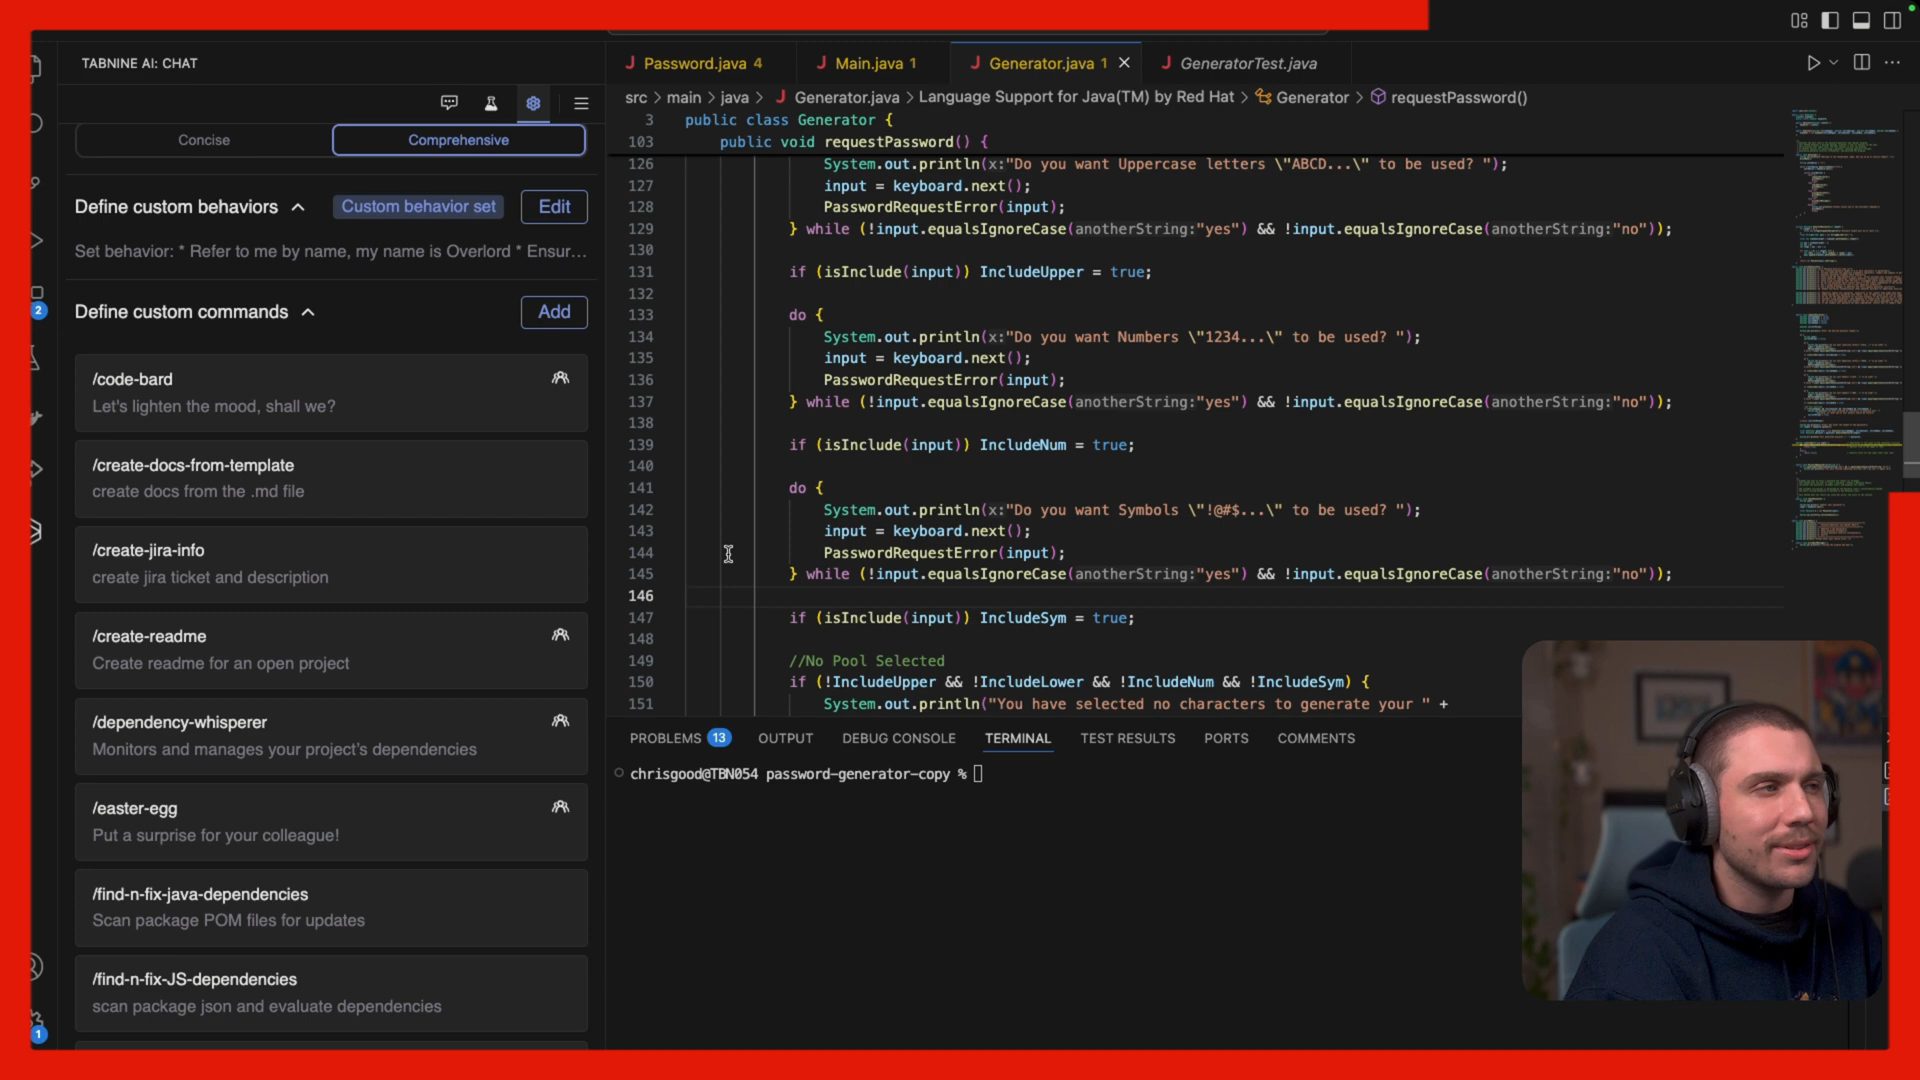 TABNINE AI: CHAT
Concise
Comprehensive
Define custom behaviors
Custom behavior set
Edit
Set behavior: * Refer to me by name, my name is Overlord * Ensur...
Define custom commands
Add
/code-bard
Let's lighten the mood, shall we?
/create-docs-from-template
create docs from the .md file
/create-jira-info
create jira ticket and description
/create-readme
Create readme for an open project
/dependency-whisperer
Monitors and manages your project's dependencies
/easter-egg
Put a surprise for your colleague!
/find-n-fix-java-dependencies
Scan package POM files for updates
/find-n-fix-JS-dependencies
scan package json and evaluate dependencies
2
1
J Password.java 4
J Main.java 1
J Generator.java 1
J GeneratorTest.java
src > main > java > J Generator.java > Language Support for Java(TM) by Red Hat > Generator > requestPassword()
3 public class Generator {
103 public void requestPassword() {
126 System.out.println(x:"Do you want Uppercase letters \"ABCD...\" to be used? ");
127 input = keyboard.next();
128 PasswordRequestError(input);
129 } while (!input.equalsIgnoreCase(anotherString:"yes") && !input.equalsIgnoreCase(anotherString:"no"));
130
131 if (isInclude(input)) IncludeUpper = true;
132
133 do {
134 System.out.println(x:"Do you want Numbers \"1234...\" to be used? ");
135 input = keyboard.next();
136 PasswordRequestError(input);
137 } while (!input.equalsIgnoreCase(anotherString:"yes") && !input.equalsIgnoreCase(anotherString:"no"));
138
139 if (isInclude(input)) IncludeNum = true;
140
141 do {
142 System.out.println(x:"Do you want Symbols \"!@#$...\" to be used? ");
143 input = keyboard.next();
144 PasswordRequestError(input);
145 } while (!input.equalsIgnoreCase(anotherString:"yes") && !input.equalsIgnoreCase(anotherString:"no"));
146
147 if (isInclude(input)) IncludeSym = true;
148
149 //No Pool Selected
150 if (!IncludeUpper && !IncludeLower && !IncludeNum && !IncludeSym) {
151 System.out.println("You have selected no characters to generate your " +
PROBLEMS 13 OUTPUT DEBUG CONSOLE TERMINAL TEST RESULTS PORTS COMMENTS
chrisgood@TBN054 password-generator-copy %